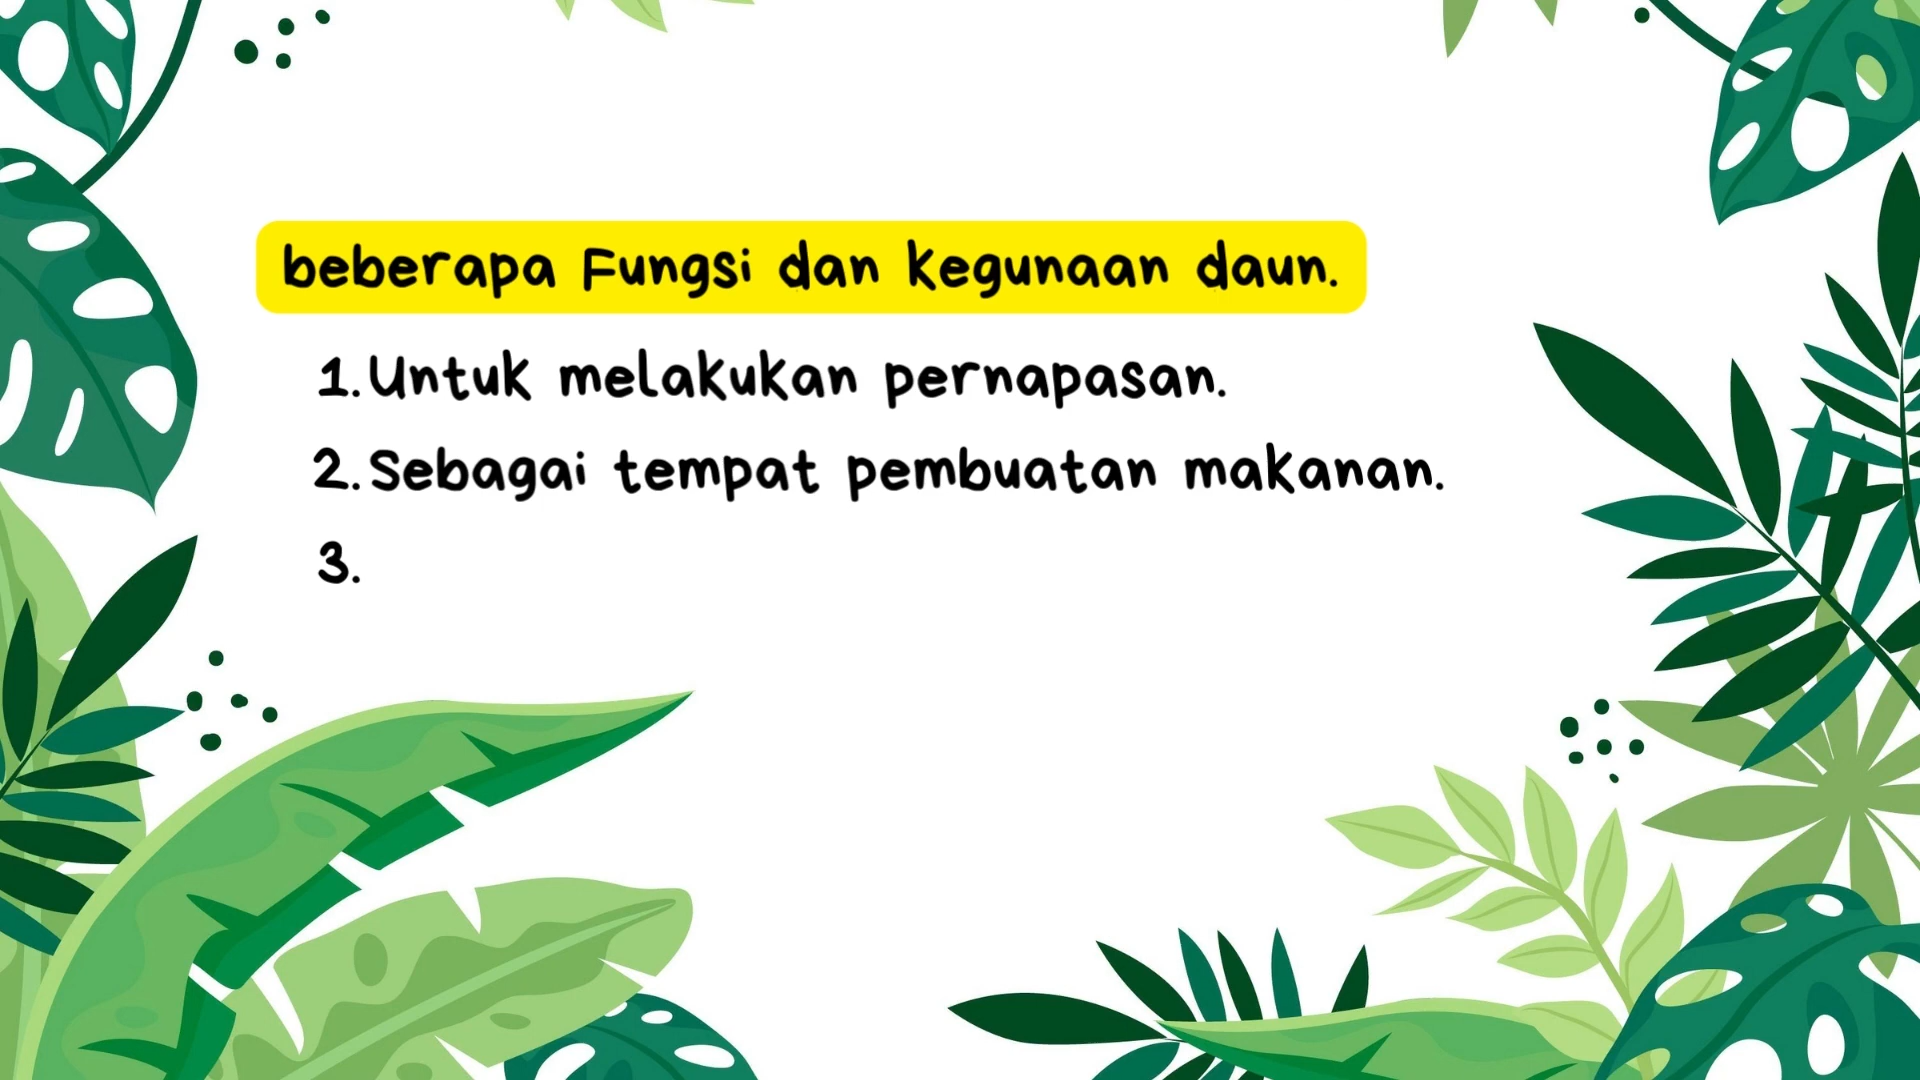 beberapa Fungsi dan kegunaan daun.
1. Untuk melakukan pernapasan.
2. Sebagai tempat pembuatan makanan.
3.